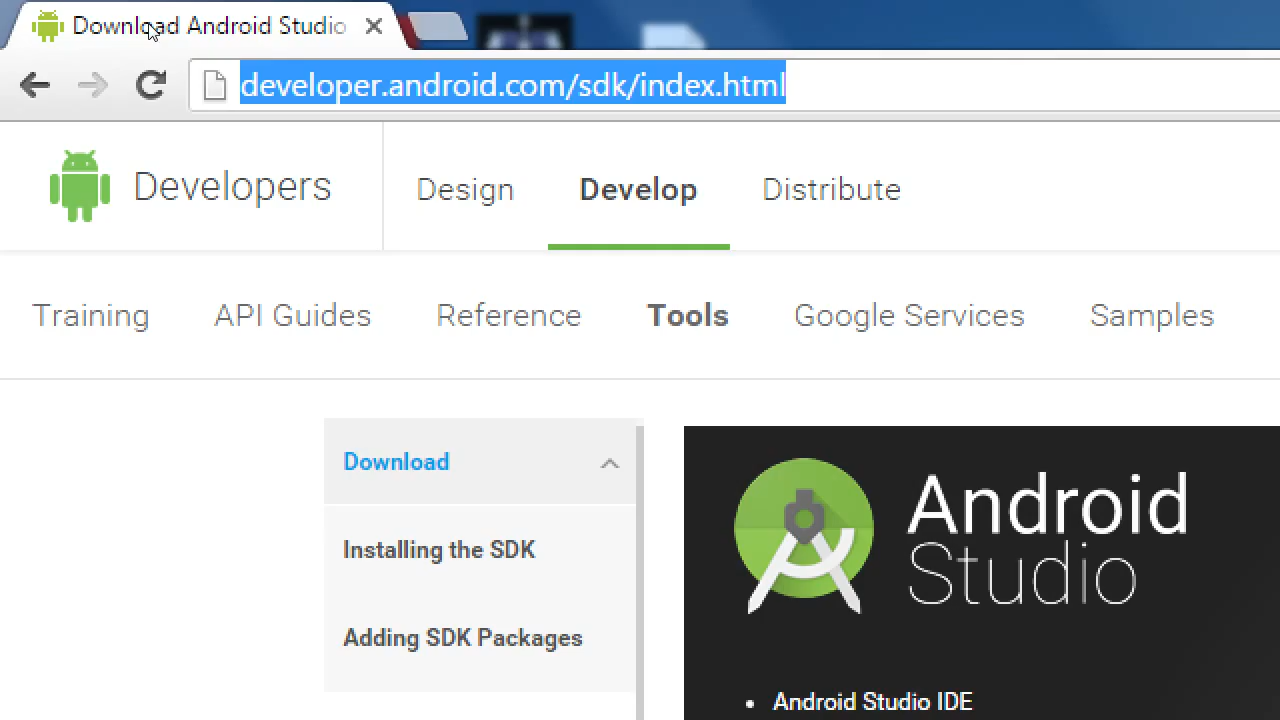 Download Android Studio
developer.android.com/sdk/index.html
Developers Design Develop Distribute
Training API Guides Reference Tools Google Services Samples
Download
Installing the SDK
Adding SDK Packages
Android
Studio
• Android Studio IDE